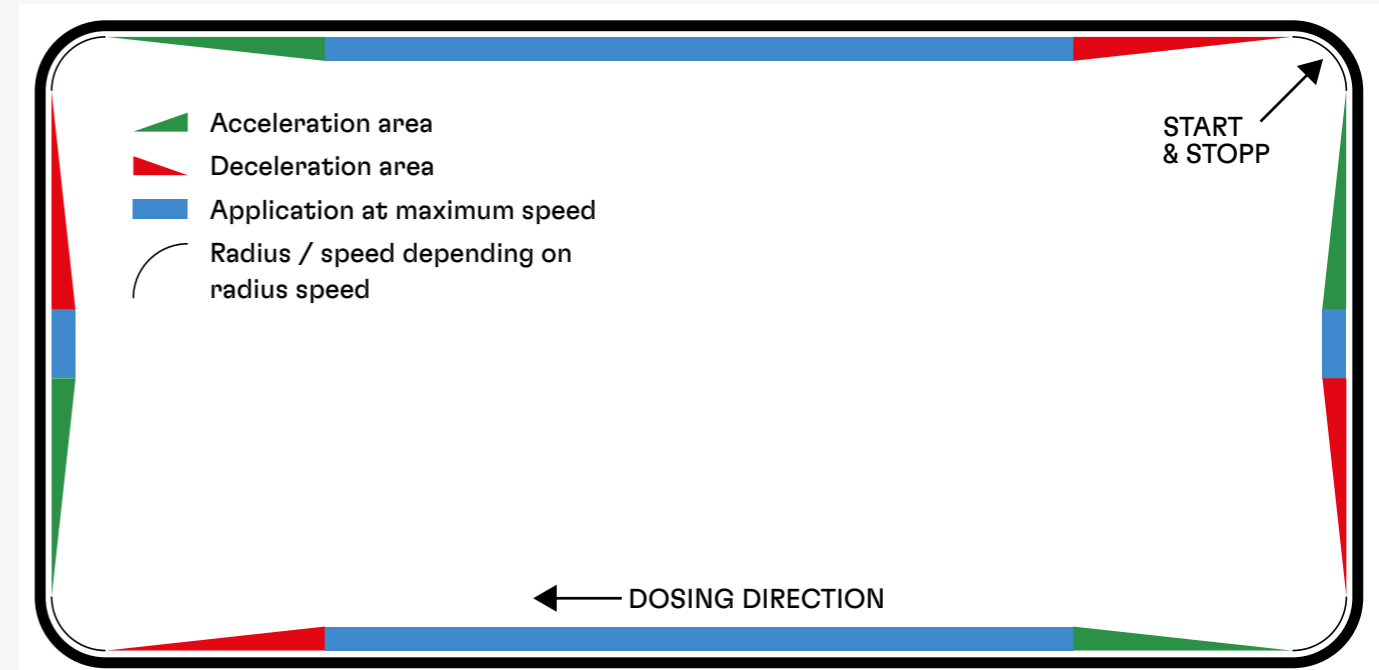 Acceleration area
Deceleration area
Application at maximum speed
Radius / speed depending on
radius speed
START
& STOPP
DOSING DIRECTION